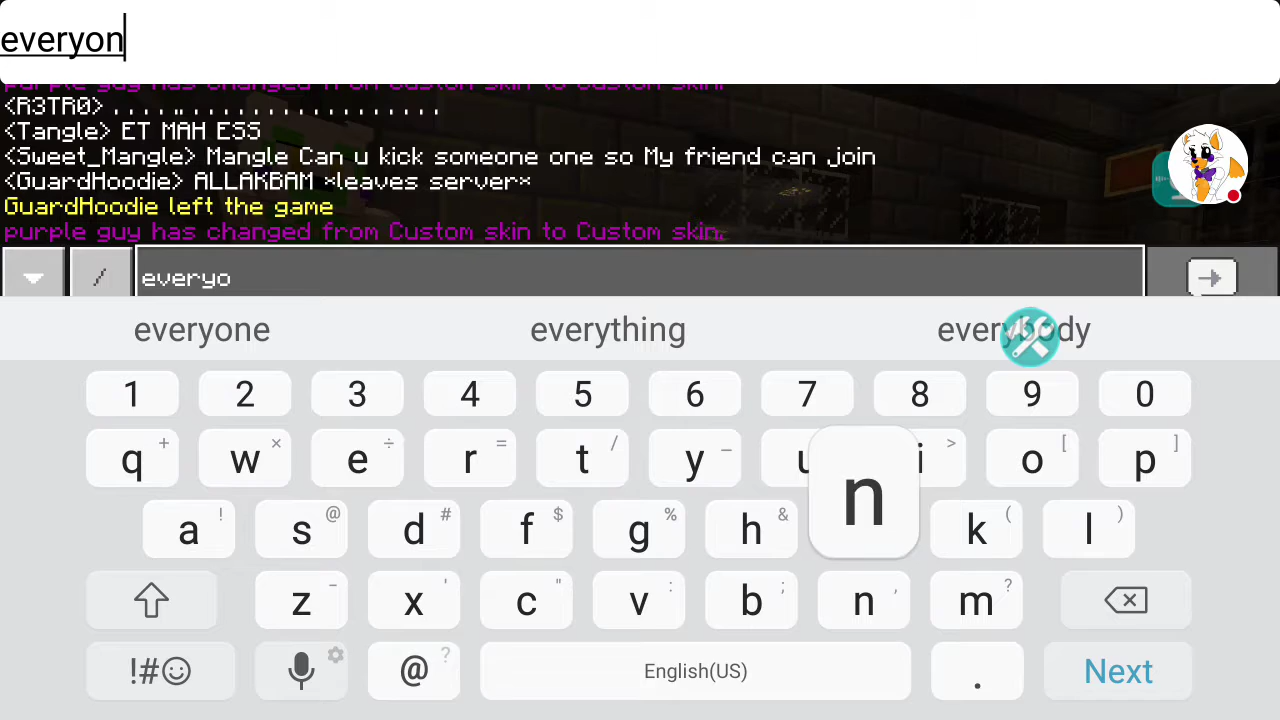 everyon
purple guy has changed from Custom skin to Custom skin.
<R3TR0> . . . . .. . . . . . . . . . . . . . . . . . .
<Tangle> ET MAH ESS
<Sweet_Mangle> Mangle Can u kick someone one so My friend can join
<GuardHoodie> ALLAKBAM *leaves server*
GuardHoodie left the game
purple guy has changed from Custom skin to Custom skin.
/ everyo
everyone everything everybody
1 2 3 4 5 6 7 8 9 0
q + w × e ÷ r = t / y _ u i > o [ p ]
a ! s @ d # f $ g % h & n k ( l )
z - x ' c " v : b ; n , m ?
!#☺ @ ? English(US) . Next